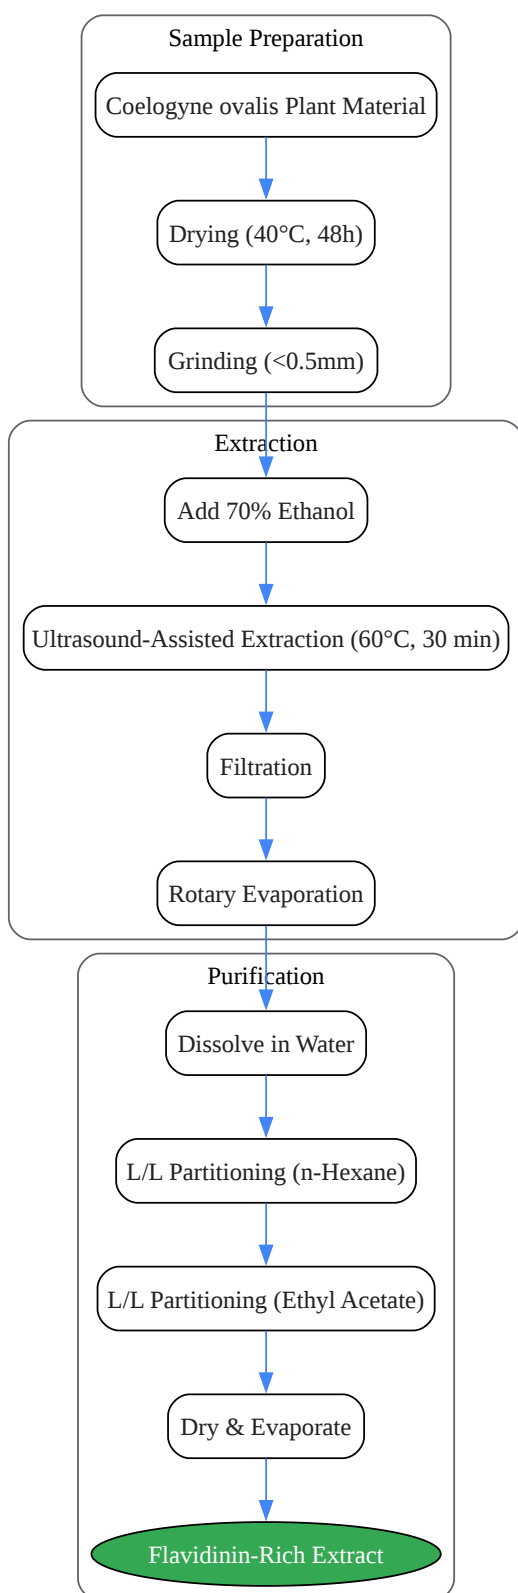 Sample Preparation
Coelogyne ovalis Plant Material
Drying (40°C, 48h)
Grinding (<0.5mm)
Extraction
Add 70% Ethanol
Ultrasound-Assisted Extraction (60°C, 30 min)
Filtration
Rotary Evaporation
Purification
Dissolve in Water
L/L Partitioning (n-Hexane)
L/L Partitioning (Ethyl Acetate)
Dry & Evaporate
Flavidinin-Rich Extract